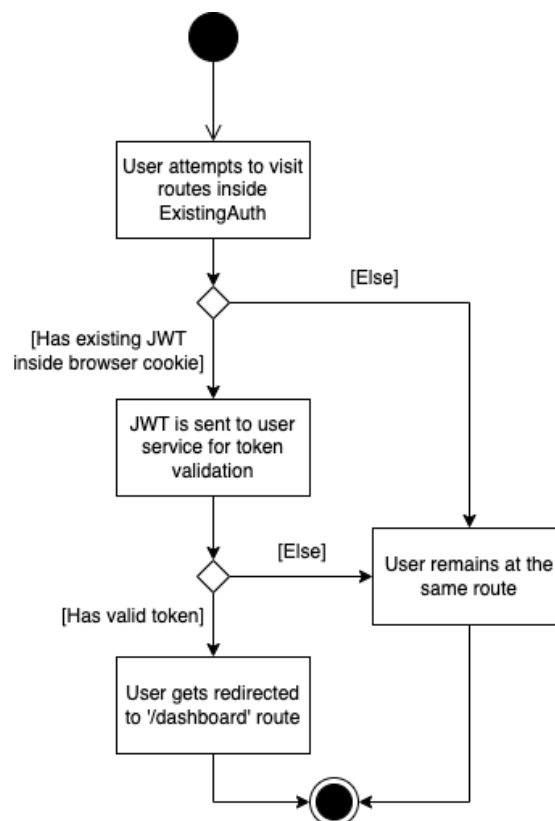 User attempts to visit
routes inside
ExistingAuth
[Else]
[Has existing JWT
inside browser cookie]
JWT is sent to user
service for token
validation
[Else]
User remains at the
same route
[Has valid token]
User gets redirected
to '/dashboard' route